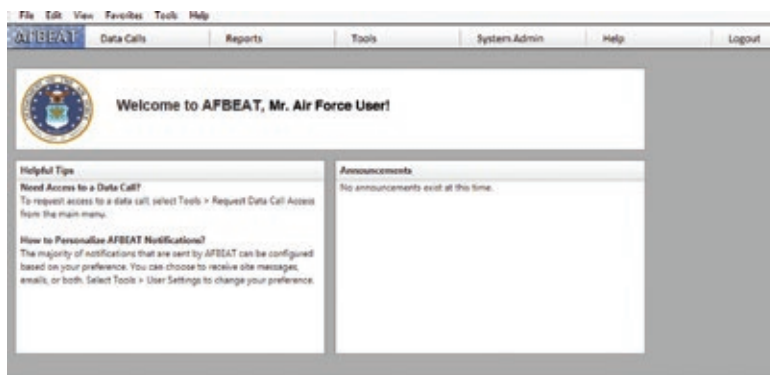 File Edit View Favorites Tools Help
AFBEAT Data Calls Reports Tools System Admin Help Logout
Welcome to AFBEAT, Mr. Air Force User!
Helpful Tips
Need Access to a Data Call?
To request access to a data call, select Tools > Request Data Call Access
from the main menu.
How to Personalize AFBEAT Notifications?
The majority of notifications that are sent by AFBEAT can be configured
based on your preference. You can choose to receive site messages,
emails, or both. Select Tools > User Settings to change your preference.
Announcements
No announcements exist at this time.